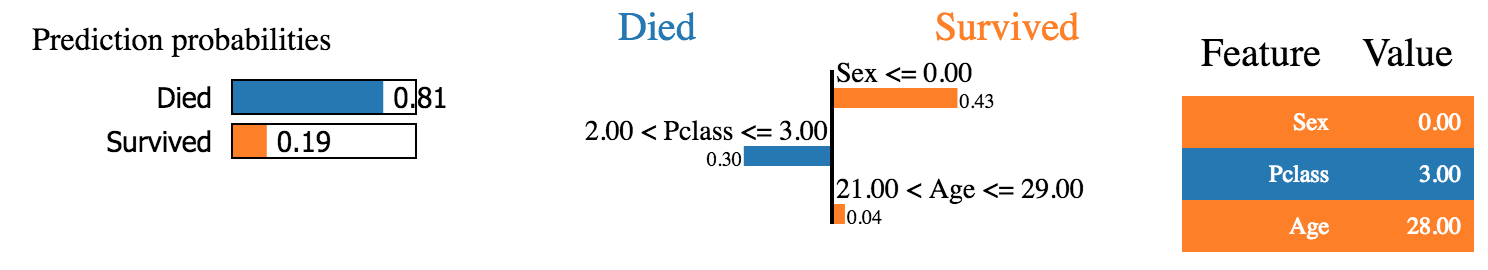 Prediction probabilities
Died 0.81
Survived 0.19
Died Survived
Sex <= 0.00
0.43
2.00 < Pclass <= 3.00
0.30
21.00 < Age <= 29.00
0.04
Feature Value
Sex 0.00
Pclass 3.00
Age 28.00